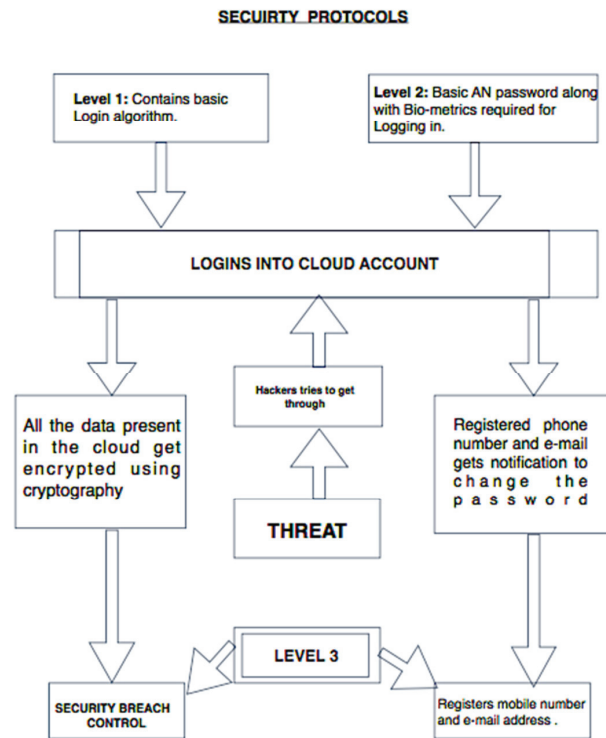 SECUIRTY PROTOCOLS
Level 1: Contains basic
Login algorithm.
Level 2: Basic AN password along
with Bio-metrics required for
Logging in.
LOGINS INTO CLOUD ACCOUNT
Hackers tries to get
through
All the data present
in the cloud get
encrypted using
cryptography
Registered phone
number and e-mail
gets notification to
change the
password
THREAT
LEVEL 3
SECURITY BREACH
CONTROL
Registers mobile number
and e-mail address .